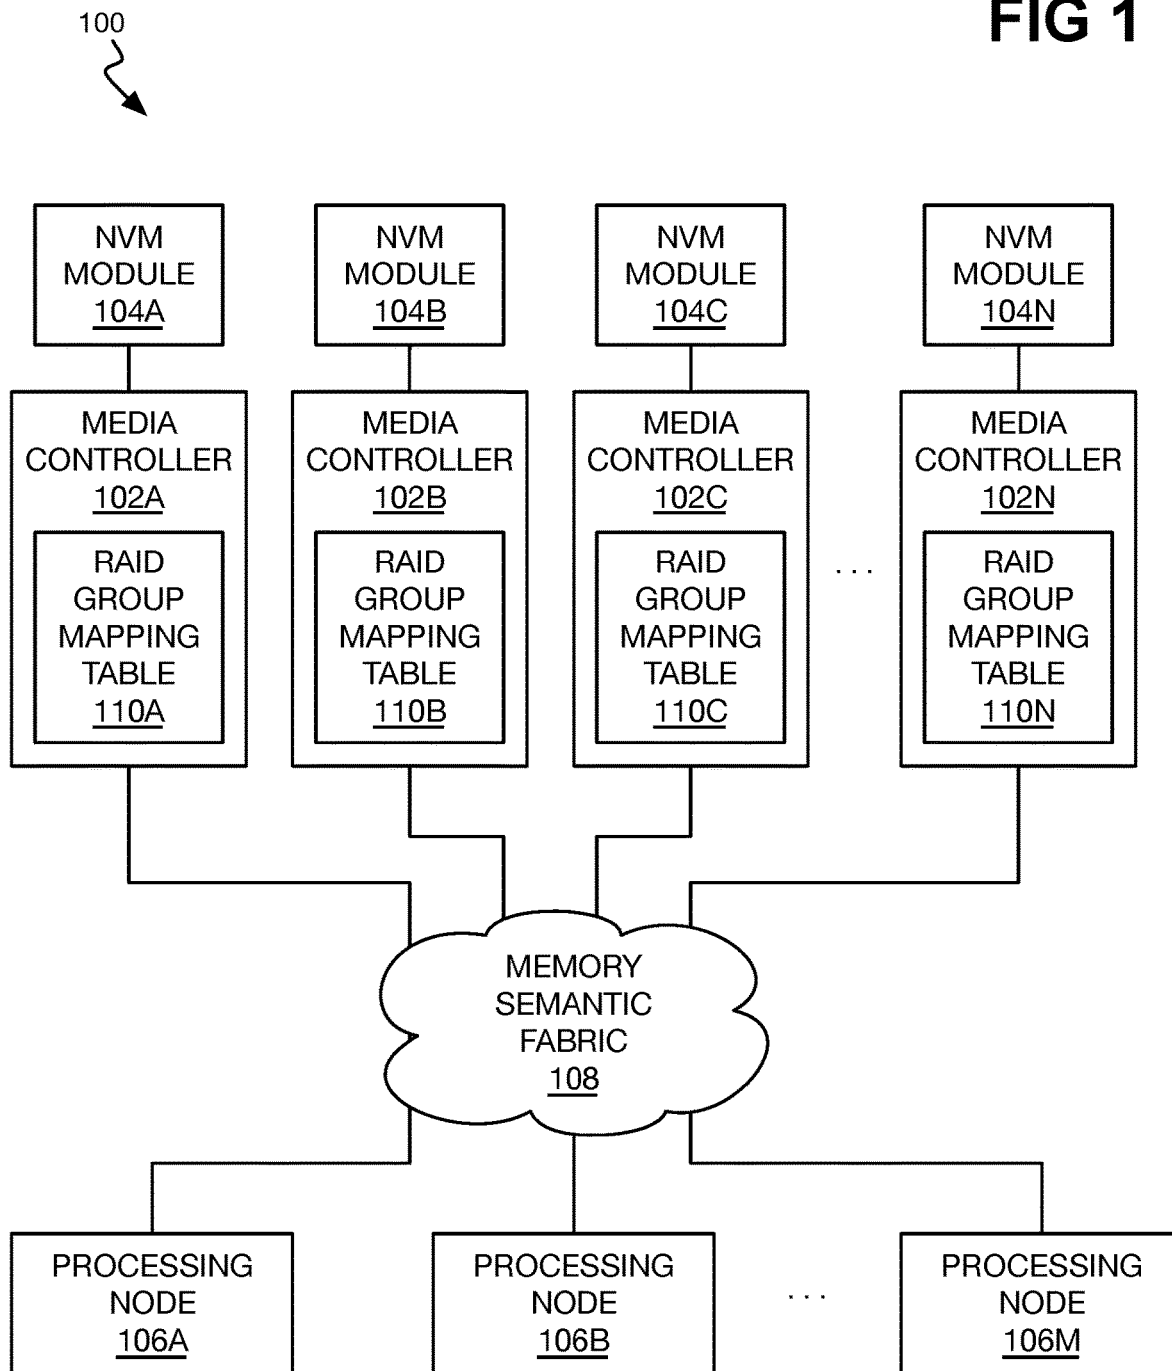 100
FIG 1
NVM
MODULE
104A
NVM
MODULE
104B
NVM
MODULE
104C
NVM
MODULE
104N
MEDIA
CONTROLLER
102A
RAID
GROUP
MAPPING
TABLE
110A
MEDIA
CONTROLLER
102B
RAID
GROUP
MAPPING
TABLE
110B
MEDIA
CONTROLLER
102C
RAID
GROUP
MAPPING
TABLE
110C
. . .
MEDIA
CONTROLLER
102N
RAID
GROUP
MAPPING
TABLE
110N
MEMORY
SEMANTIC
FABRIC
108
PROCESSING
NODE
106A
PROCESSING
NODE
106B
. . .
PROCESSING
NODE
106M